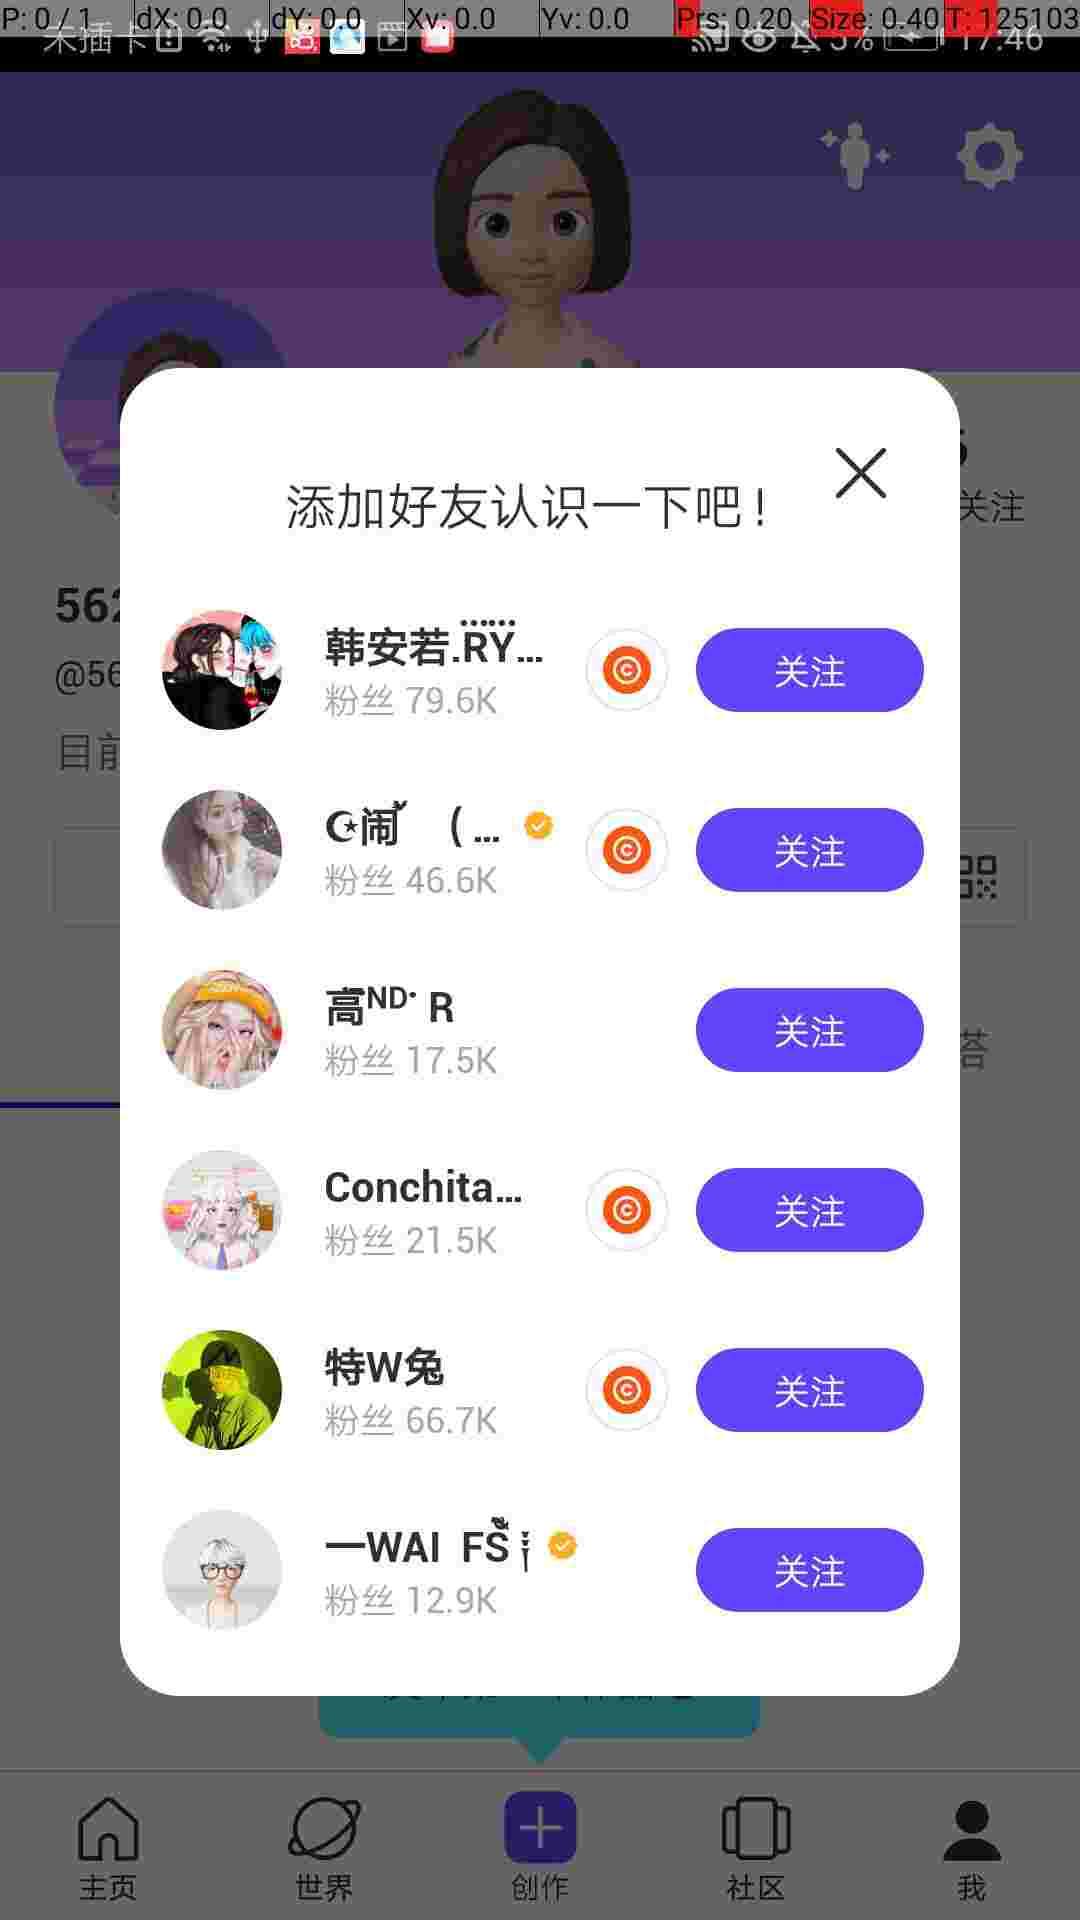 P: 0 / 1 dX: 0.0 dY: 0.0 Xv: 0.0 Yv: 0.0 Prs: 0.20 Size: 0.40 T: 125103
未插卡 5% 17:46
关注
添加好友认识一下吧!
562
@56
目前
韩安若.RY...
粉丝 79.6K
关注
☪闹 ( ...
粉丝 46.6K
关注
高ᴺᴰ· R
粉丝 17.5K
关注
答
Conchita...
粉丝 21.5K
关注
特W兔
粉丝 66.7K
关注
一WAI FS
粉丝 12.9K
关注
主页
世界
创作
社区
我